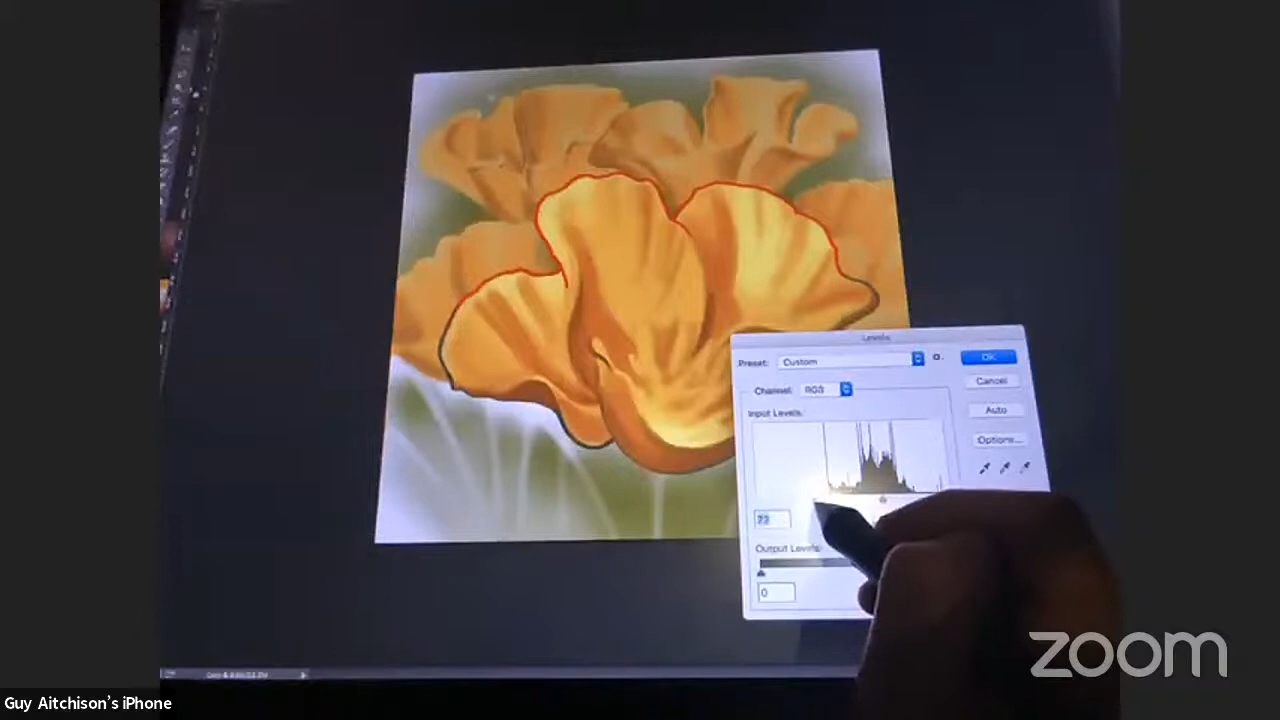 Levels
Preset: Custom
OK
Channel: RGB
Cancel
Input Levels:
Auto
Options...
Output Levels:
0
zoom
Guy Aitchison's iPhone